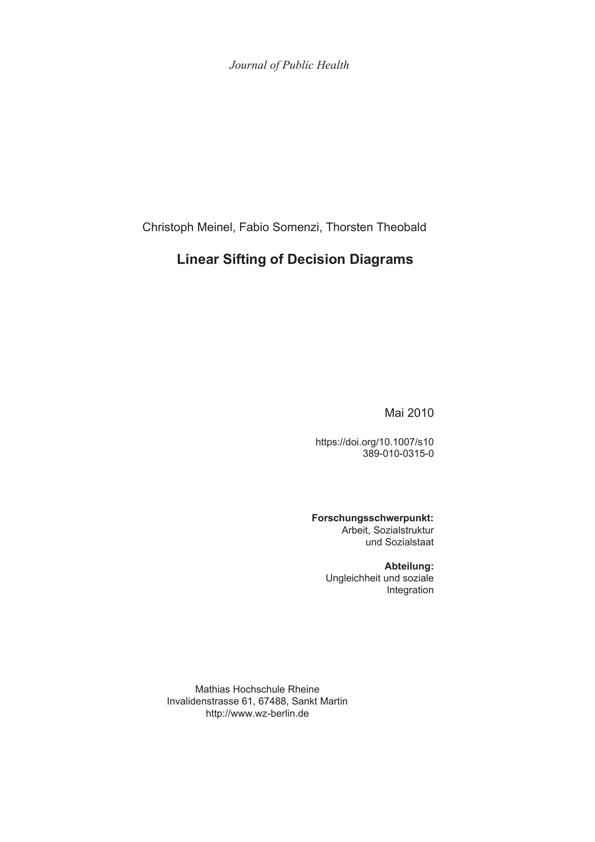 Journal of Public Health
Christoph Meinel, Fabio Somenzi, Thorsten Theobald
Linear Sifting of Decision Diagrams
Mai 2010
https://doi.org/10.1007/s10
389-010-0315-0
Forschungsschwerpunkt:
Arbeit, Sozialstruktur
und Sozialstaat
Abteilung:
Ungleichheit und soziale
Integration
Mathias Hochschule Rheine
Invalidenstrasse 61, 67488, Sankt Martin
http://www.wz-berlin.de